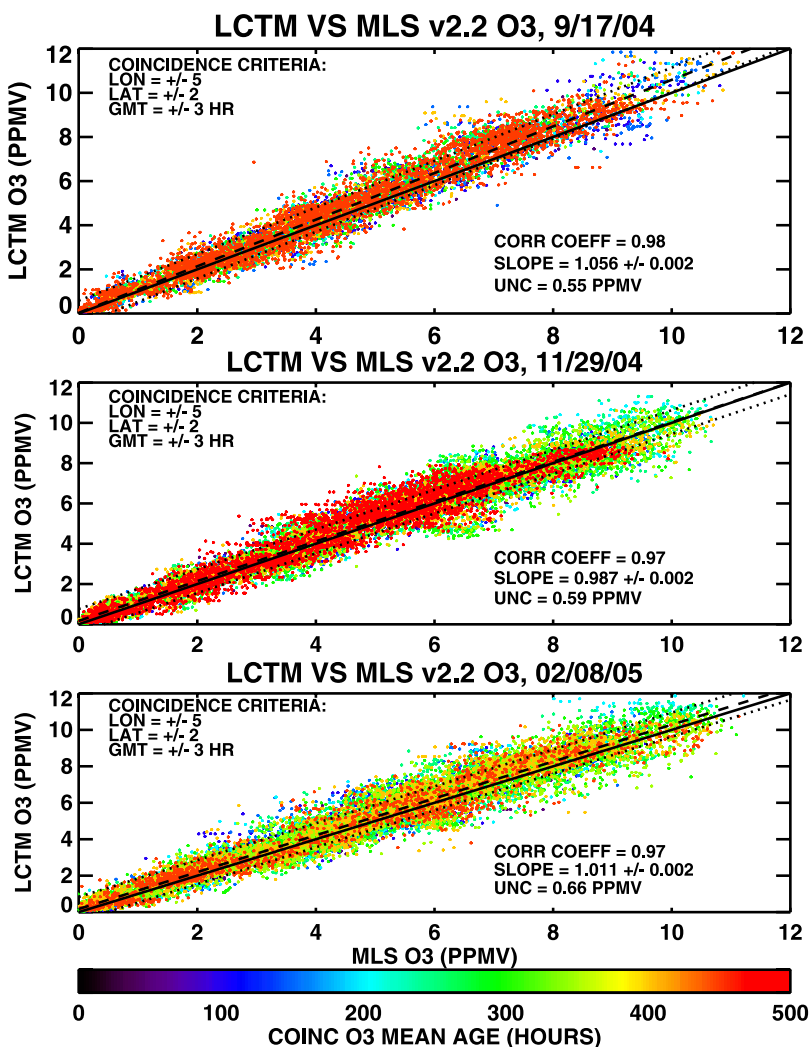 LCTM VS MLS v2.2 O3, 9/17/04
12
10
8
6
4
2
0
LCTM O3 (PPMV)
COINCIDENCE CRITERIA:
LON = +/- 5
LAT = +/- 2
GMT = +/- 3 HR
CORR COEFF = 0.98
SLOPE = 1.056 +/- 0.002
UNC = 0.55 PPMV
0 2 4 6 8 10 12
LCTM VS MLS v2.2 O3, 11/29/04
12
10
8
6
4
2
0
LCTM O3 (PPMV)
COINCIDENCE CRITERIA:
LON = +/- 5
LAT = +/- 2
GMT = +/- 3 HR
CORR COEFF = 0.97
SLOPE = 0.987 +/- 0.002
UNC = 0.59 PPMV
0 2 4 6 8 10 12
LCTM VS MLS v2.2 O3, 02/08/05
12
10
8
6
4
2
0
LCTM O3 (PPMV)
COINCIDENCE CRITERIA:
LON = +/- 5
LAT = +/- 2
GMT = +/- 3 HR
CORR COEFF = 0.97
SLOPE = 1.011 +/- 0.002
UNC = 0.66 PPMV
0 2 4 6 8 10 12
MLS O3 (PPMV)
0 100 200 300 400 500
COINC O3 MEAN AGE (HOURS)